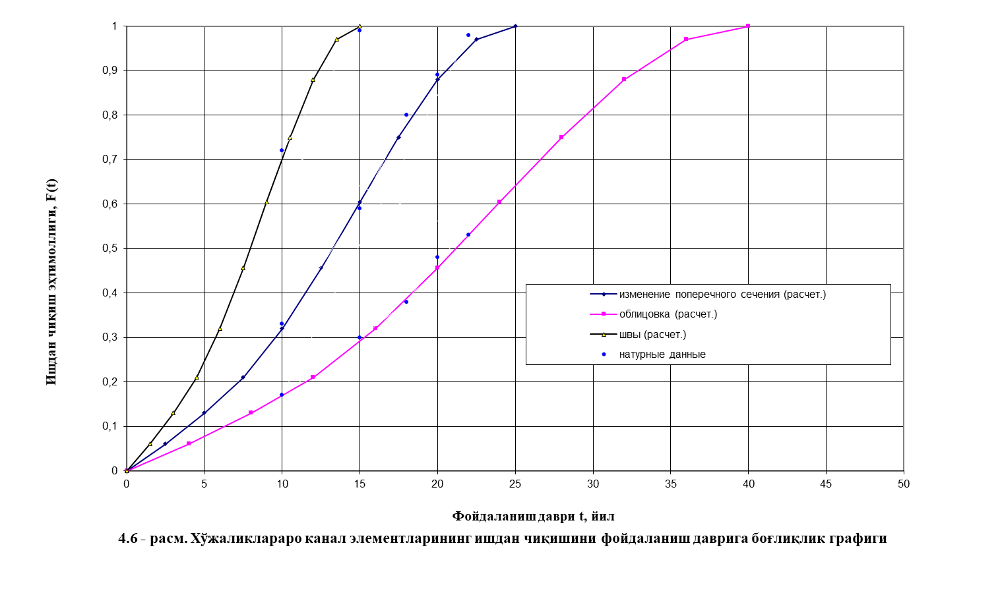 1
0,9
0,8
0,7
0,6
0,5
0,4
0,3
0,2
0,1
0
Ишдан чиқиш эҳтимоллиги, F(t)
изменение поперечного сечения (расчет.)
облицовка (расчет.)
швы (расчет.)
натурные данные
0 5 10 15 20 25 30 35 40 45 50
Фойдаланиш даври t, йил
4.6 - расм. Хўжаликлараро канал элементларининг ишдан чиқишини фойдаланиш даврига боғлиқлик графиги